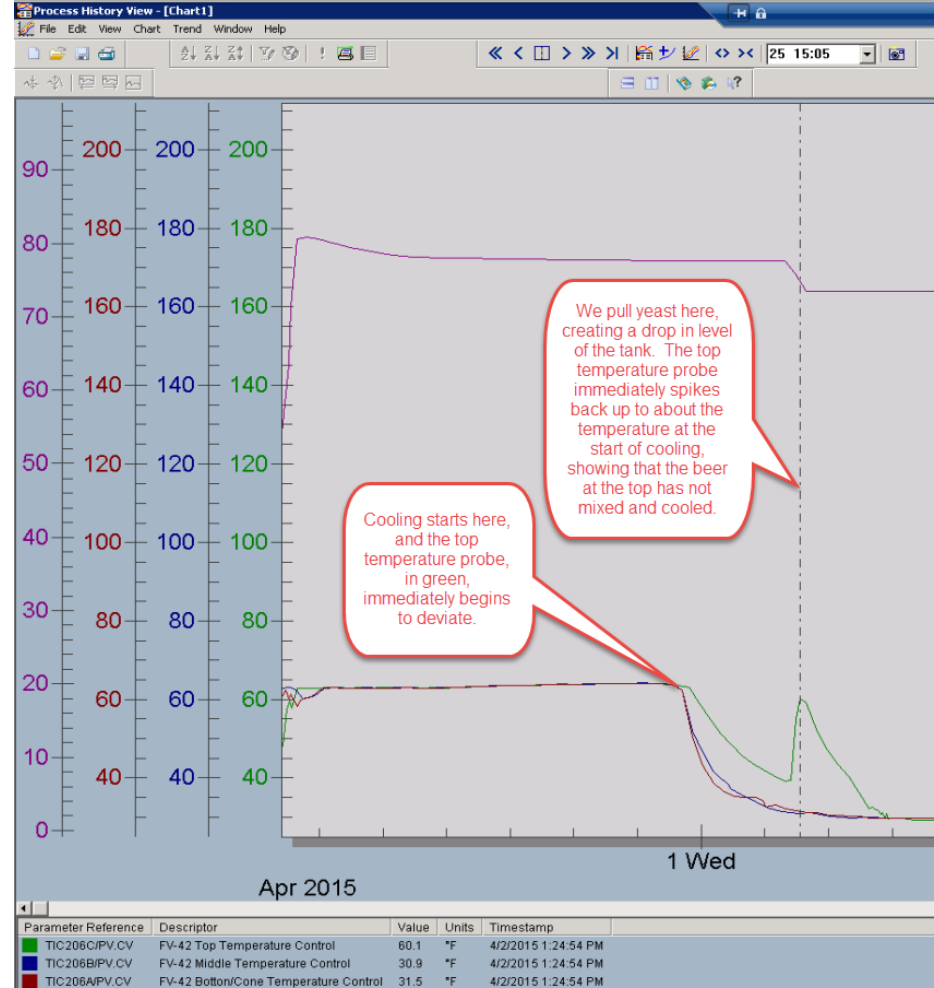 Process History View - [Chart1]
File Edit View Chart Trend Window Help
25 15:05
90
80
70
60
50
40
30
20
10
0
200
180
160
140
120
100
80
60
40
200
180
160
140
120
100
80
60
40
200
180
160
140
120
100
80
60
40
We pull yeast here,
creating a drop in level
of the tank. The top
temperature probe
immediately spikes
back up to about the
temperature at the
start of cooling,
showing that the beer
at the top has not
mixed and cooled.
Cooling starts here,
and the top
temperature probe,
in green,
immediately begins
to deviate.
1 Wed
Apr 2015
Parameter Reference Descriptor Value Units Timestamp
TIC206C/PV.CV FV-42 Top Temperature Control 60.1 °F 4/2/2015 1:24:54 PM
TIC206B/PV.CV FV-42 Middle Temperature Control 30.9 °F 4/2/2015 1:24:54 PM
TIC206A/PV.CV FV-42 Botton/Cone Temperature Control 31.5 °F 4/2/2015 1:24:54 PM